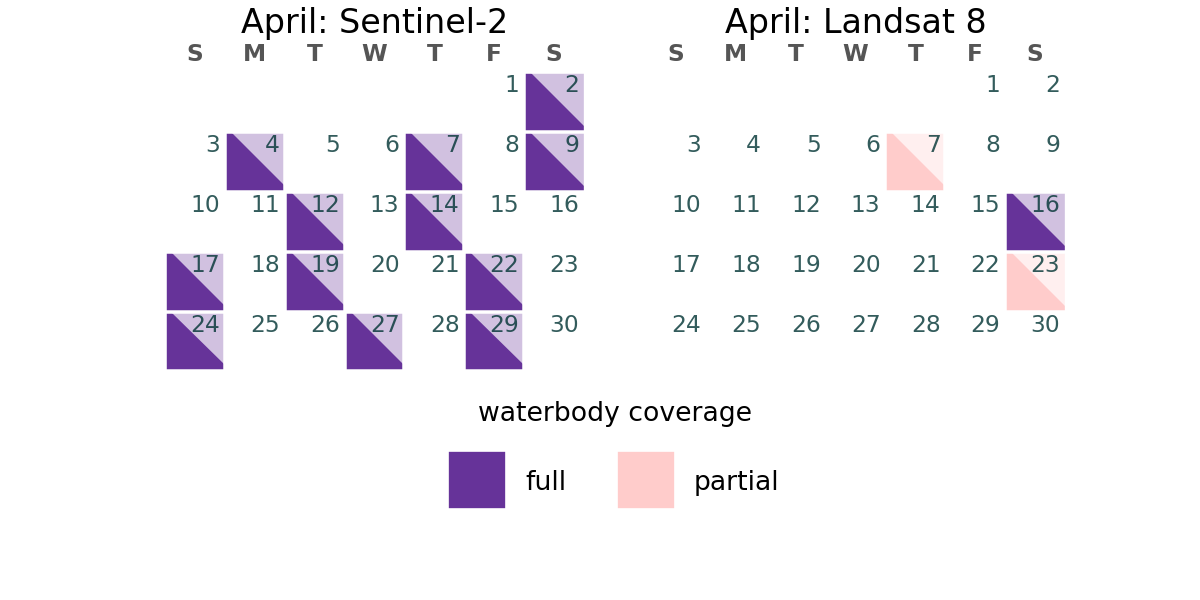 April: Sentinel-2
S M T W T F S
1 2
3 4 5 6 7 8 9
10 11 12 13 14 15 16
17 18 19 20 21 22 23
24 25 26 27 28 29 30
April: Landsat 8
S M T W T F S
1 2
3 4 5 6 7 8 9
10 11 12 13 14 15 16
17 18 19 20 21 22 23
24 25 26 27 28 29 30
waterbody coverage
full
partial